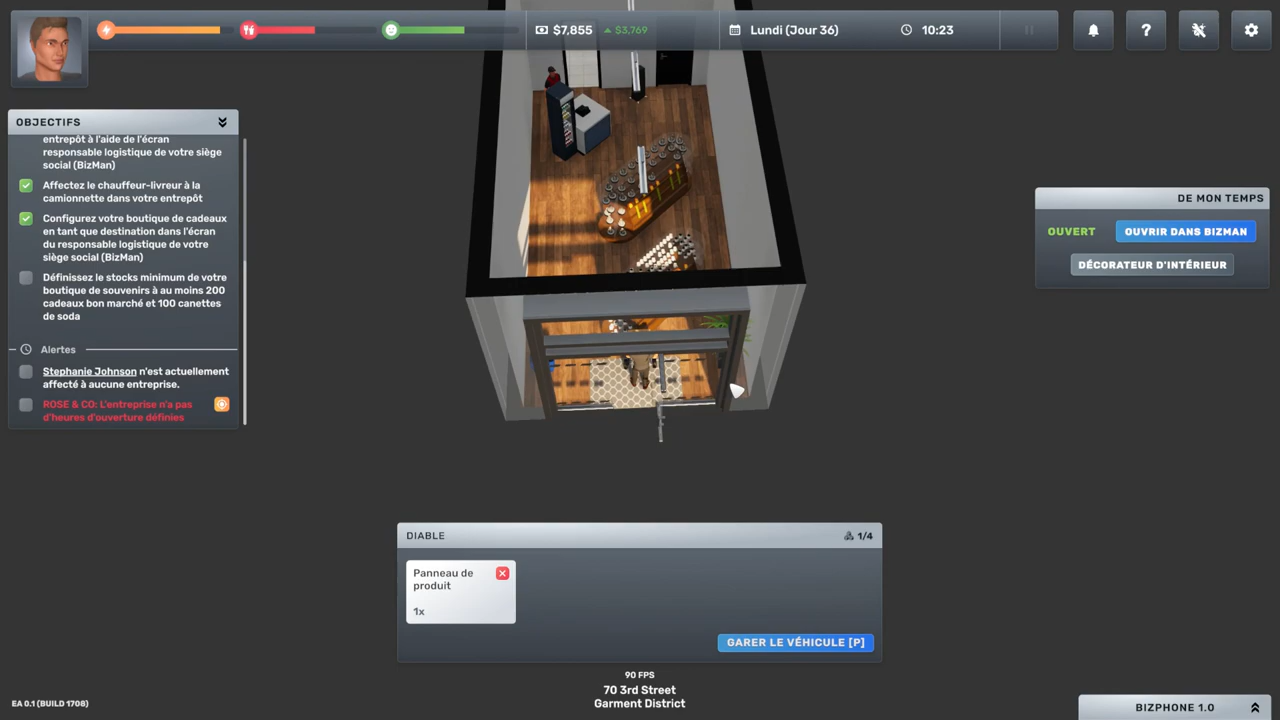 $7,855
$3,769
Lundi (Jour 36)
10:23
?
OBJECTIFS
entrepôt à l'aide de l'écran
responsable logistique de votre siège
social (BizMan)
Affectez le chauffeur-livreur à la
camionnette dans votre entrepôt
Configurez votre boutique de cadeaux
en tant que destination dans l'écran
du responsable logistique de votre
siège social (BizMan)
Définissez le stocks minimum de votre
boutique de souvenirs à au moins 200
cadeaux bon marché et 100 canettes
de soda
Alertes
Stephanie Johnson n'est actuellement
affecté à aucune entreprise.
ROSE & CO: L'entreprise n'a pas
d'heures d'ouverture définies
DE MON TEMPS
OUVERT
OUVRIR DANS BIZMAN
DÉCORATEUR D'INTÉRIEUR
DIABLE
1/4
Panneau de
produit
1x
GARER LE VÉHICULE [P]
90 FPS
70 3rd Street
Garment District
EA 0.1 (BUILD 1708)
BIZPHONE 1.0